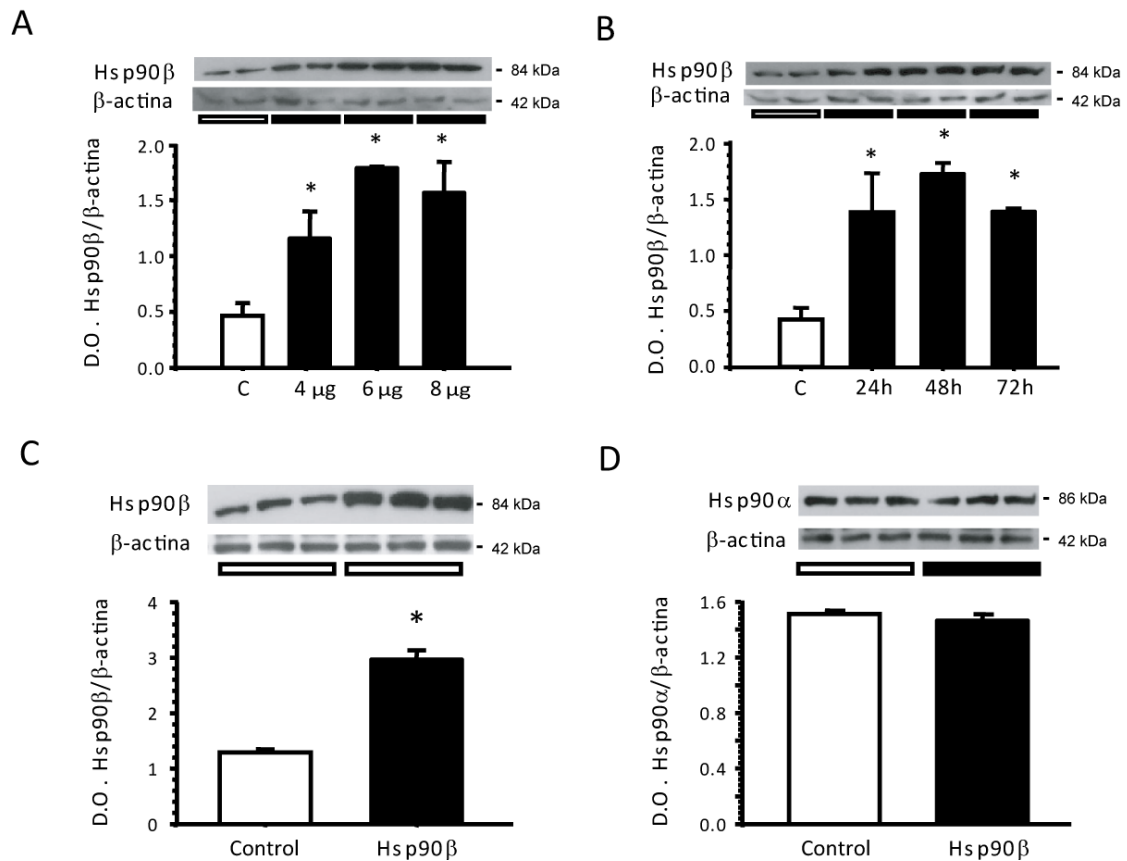 A
Hsp90β - 84 kDa
β-actina - 42 kDa
D.O. Hsp90β/β-actina
2.0
1.5
1.0
0.5
0.0
* * *
C 4 μg 6 μg 8 μg
B
Hsp90β - 84 kDa
β-actina - 42 kDa
D.O. Hsp90β/β-actina
2.0
1.5
1.0
0.5
0.0
* * *
C 24h 48h 72h
C
Hsp90β - 84 kDa
β-actina - 42 kDa
D.O. Hsp90β/β-actina
4
3
2
1
0
*
Control Hsp90β
D
Hsp90α - 86 kDa
β-actina - 42 kDa
D.O. Hsp90α/β-actina
1.6
1.2
0.8
0.4
0.0
Control Hsp90β